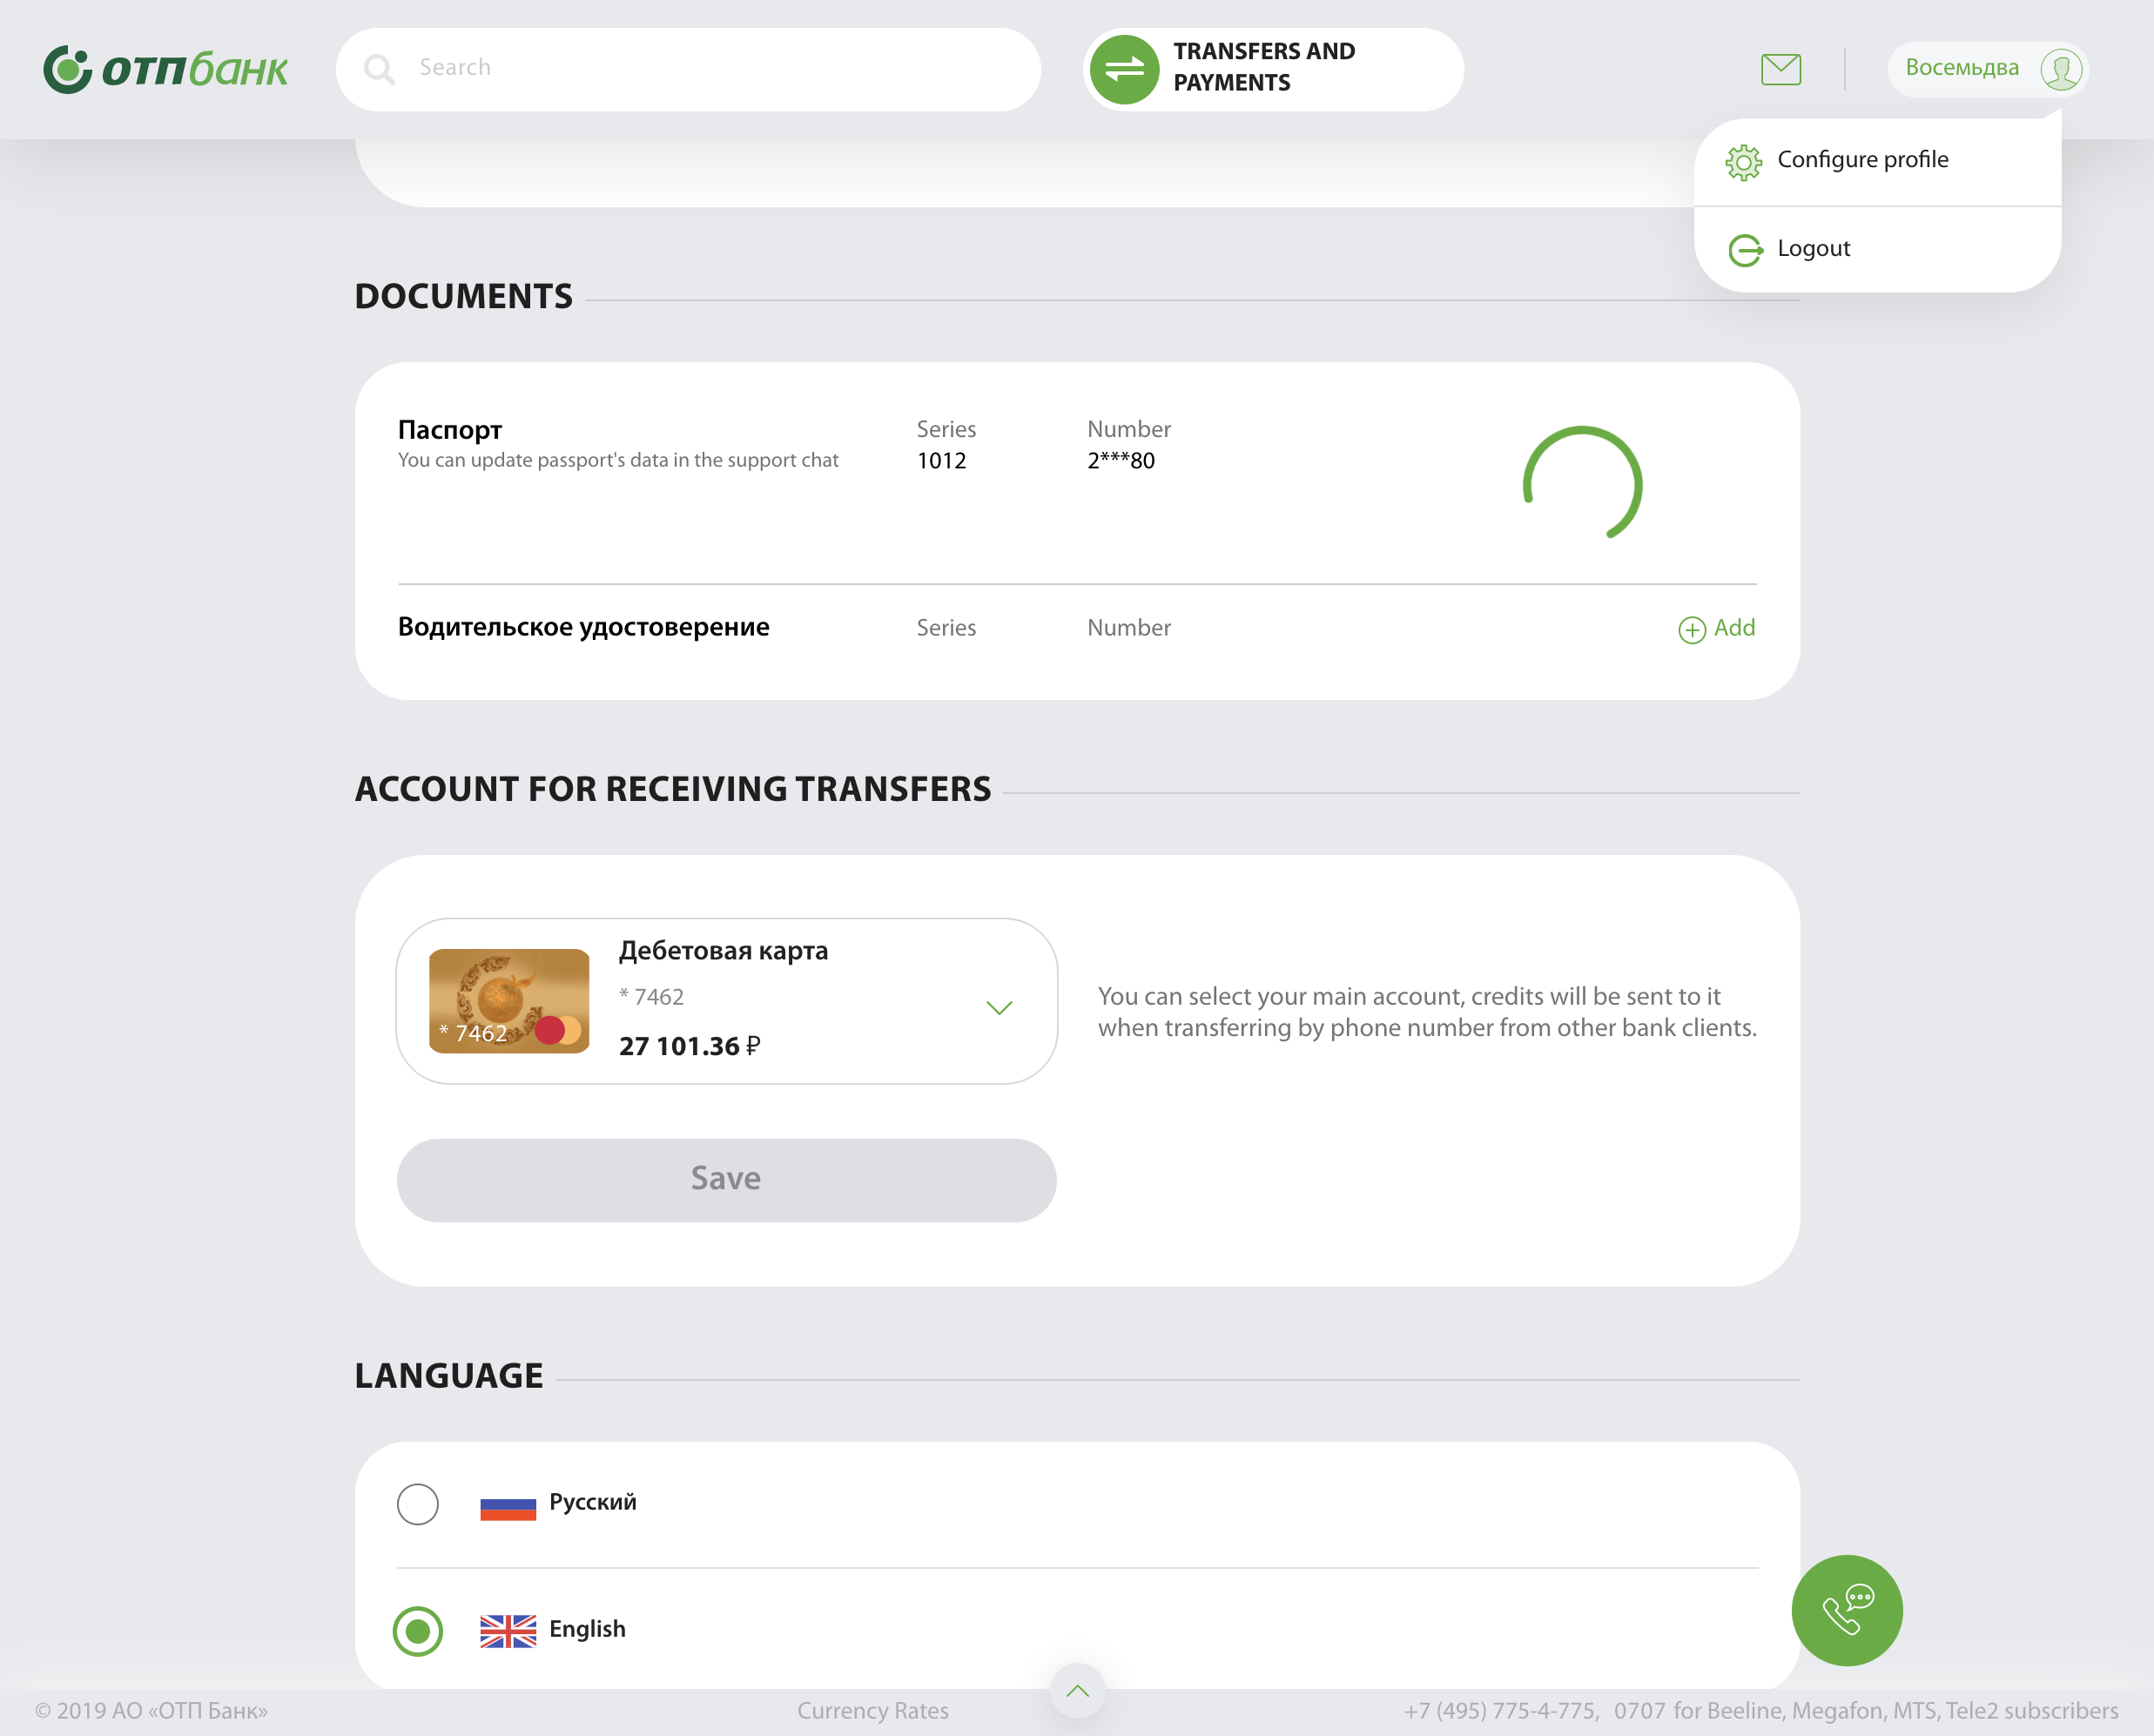 ОТПбанк
Search
TRANSFERS AND
PAYMENTS
Восемьдва
Configure profile
Logout
DOCUMENTS
Паспорт
You can update passport's data in the support chat
Series
1012
Number
2***80
Водительское удостоверение
Series
Number
Add
ACCOUNT FOR RECEIVING TRANSFERS
* 7462
Дебетовая карта
* 7462
27 101.36 ₽
You can select your main account, credits will be sent to it
when transferring by phone number from other bank clients.
Save
LANGUAGE
Русский
English
© 2019 АО «ОТП Банк»
Currency Rates
+7 (495) 775-4-775, 0707 for Beeline, Megafon, MTS, Tele2 subscribers